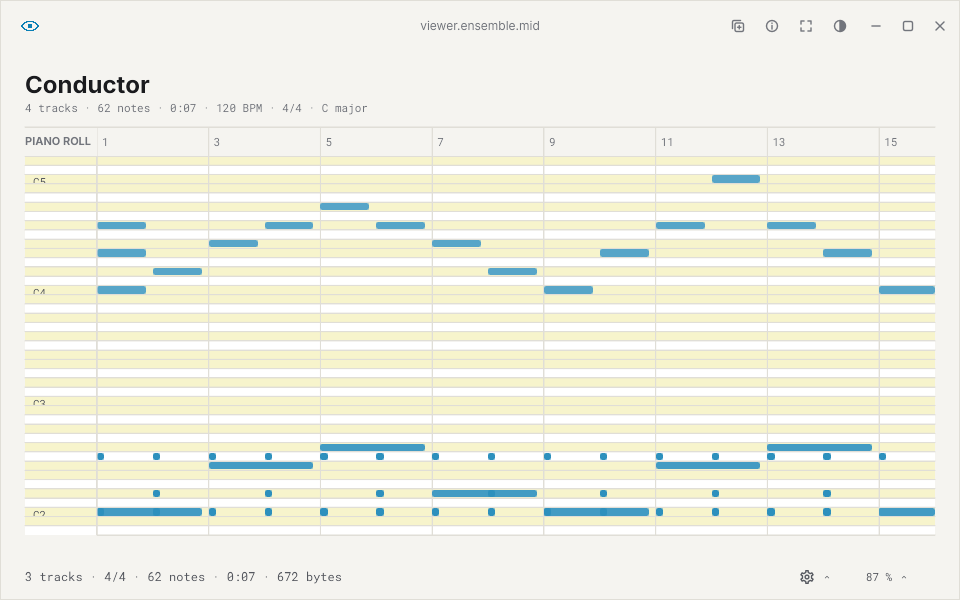 viewer.ensemble.mid
Conductor
4 tracks · 62 notes · 0:07 · 120 BPM · 4/4 · C major
PIANO ROLL 1 3 5 7 9 11 13 15
C5
C4
C3
C2
3 tracks · 4/4 · 62 notes · 0:07 · 672 bytes
87 %